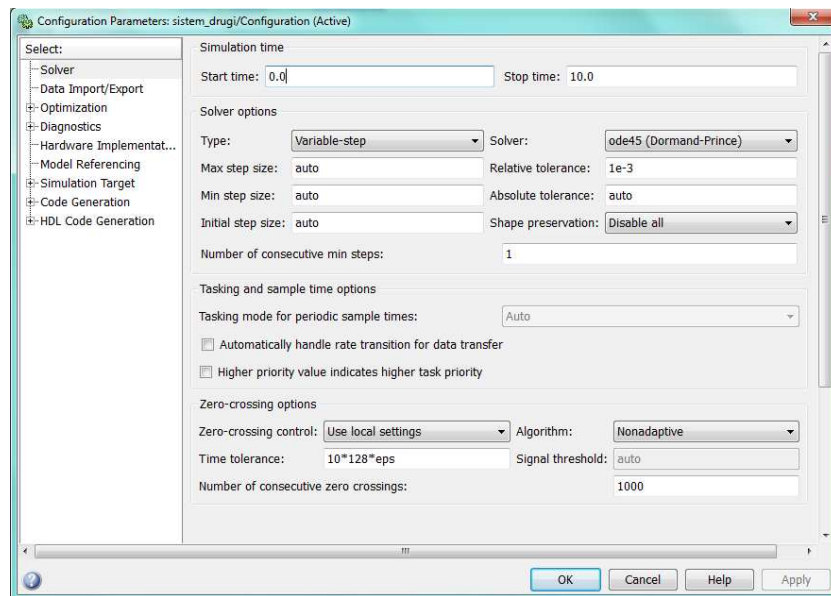 Configuration Parameters: sistem_drugi/Configuration (Active)
Select:
Solver
Data Import/Export
Optimization
Diagnostics
Hardware Implementat...
Model Referencing
Simulation Target
Code Generation
HDL Code Generation
Simulation time
Start time: 0.0 Stop time: 10.0
Solver options
Type: Variable-step Solver: ode45 (Dormand-Prince)
Max step size: auto Relative tolerance: 1e-3
Min step size: auto Absolute tolerance: auto
Initial step size: auto Shape preservation: Disable all
Number of consecutive min steps: 1
Tasking and sample time options
Tasking mode for periodic sample times: Auto
Automatically handle rate transition for data transfer
Higher priority value indicates higher task priority
Zero-crossing options
Zero-crossing control: Use local settings Algorithm: Nonadaptive
Time tolerance: 10*128*eps Signal threshold: auto
Number of consecutive zero crossings: 1000
OK Cancel Help Apply